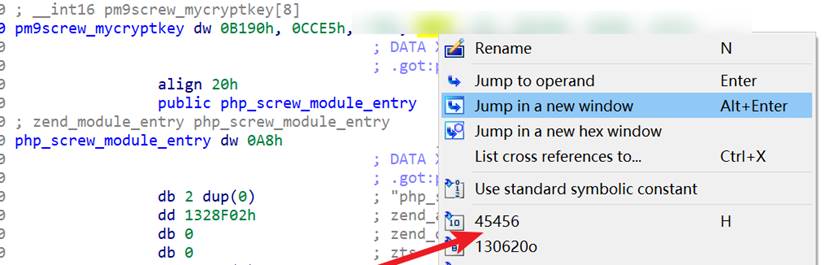 ; __int16 pm9screw_mycryptkey[8]
pm9screw_mycryptkey dw 0B190h, 0CCE5h,
; DATA X
; .got:p
align 20h
public php_screw_module_entry
; zend_module_entry php_screw_module_entry
php_screw_module_entry dw 0A8h
; DATA X
; .got:p
db 2 dup(0) ; "php_s
dd 1328F02h ; zend_a
db 0 ; zend_d
db 0 ; zts
Rename N
Jump to operand Enter
Jump in a new window Alt+Enter
Jump in a new hex window
List cross references to... Ctrl+X
Use standard symbolic constant
45456 H
130620o